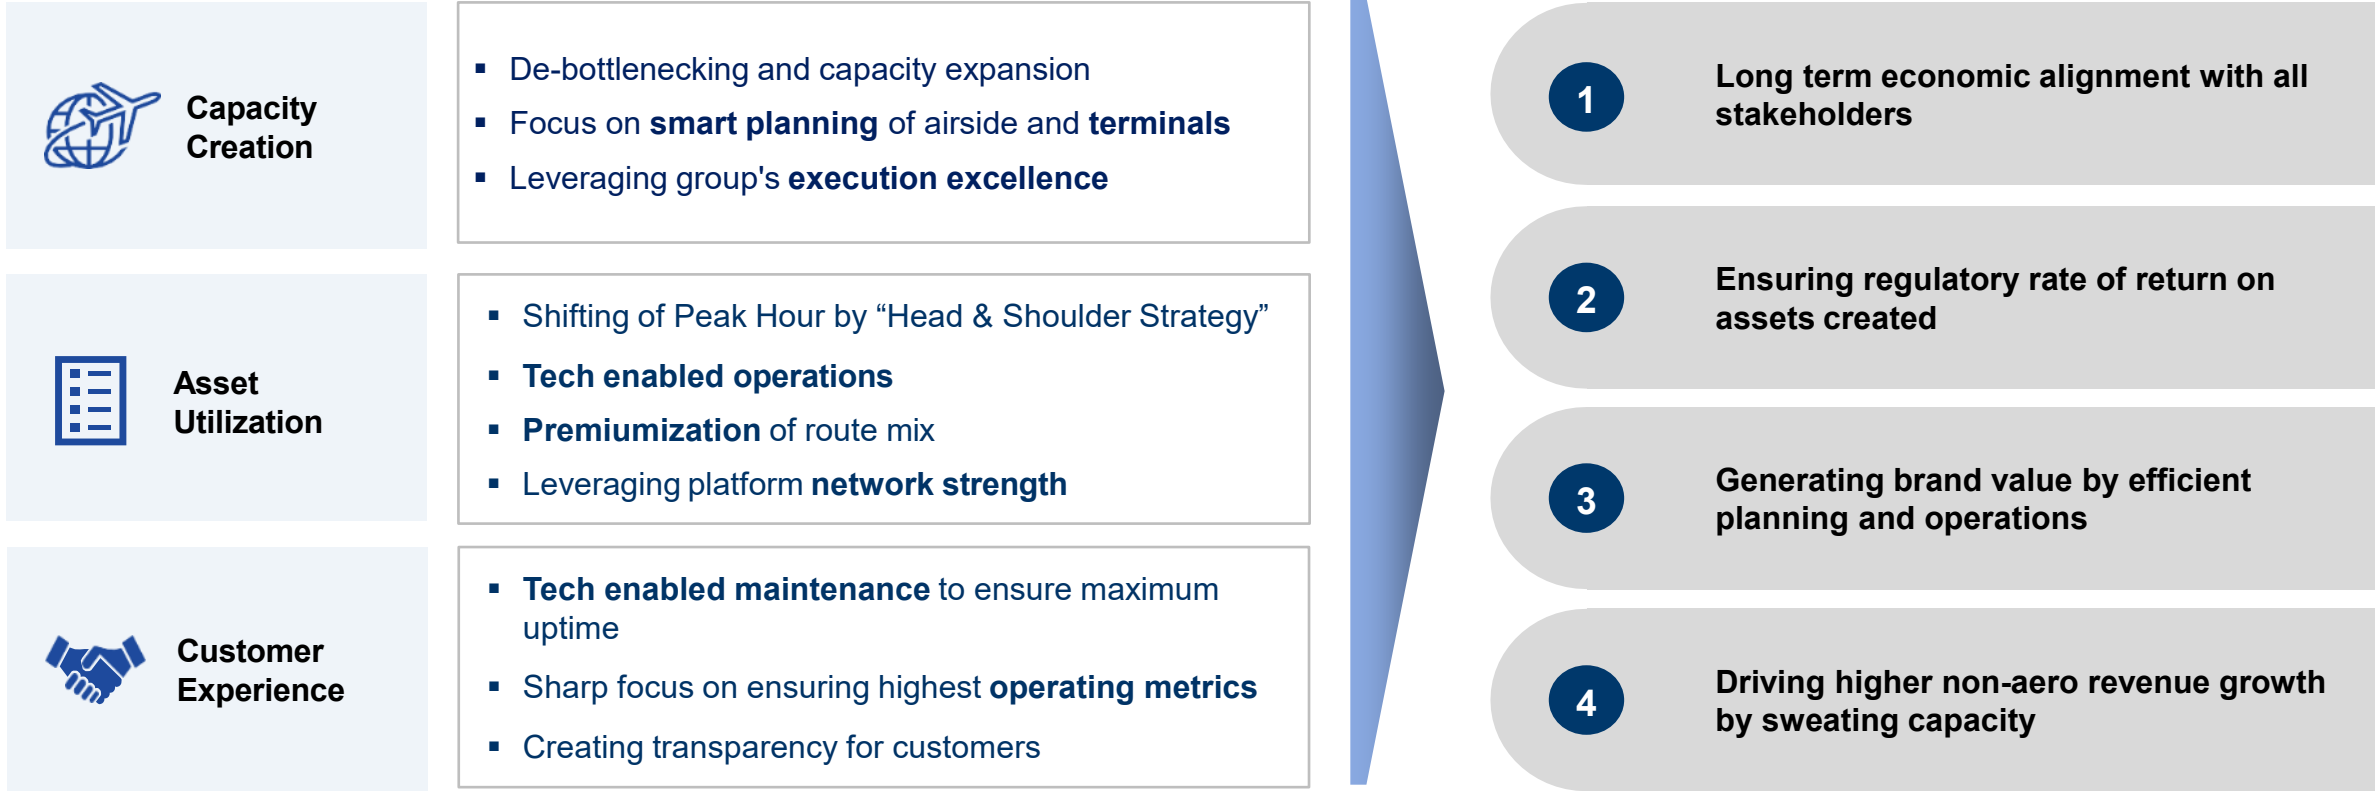 Capacity
Creation
▪ De-bottlenecking and capacity expansion
▪ Focus on smart planning of airside and terminals
▪ Leveraging group's execution excellence
Asset
Utilization
▪ Shifting of Peak Hour by “Head & Shoulder Strategy”
▪ Tech enabled operations
▪ Premiumization of route mix
▪ Leveraging platform network strength
Customer
Experience
▪ Tech enabled maintenance to ensure maximum
uptime
▪ Sharp focus on ensuring highest operating metrics
▪ Creating transparency for customers
1
Long term economic alignment with all
stakeholders
2
Ensuring regulatory rate of return on
assets created
3
Generating brand value by efficient
planning and operations
4
Driving higher non-aero revenue growth
by sweating capacity